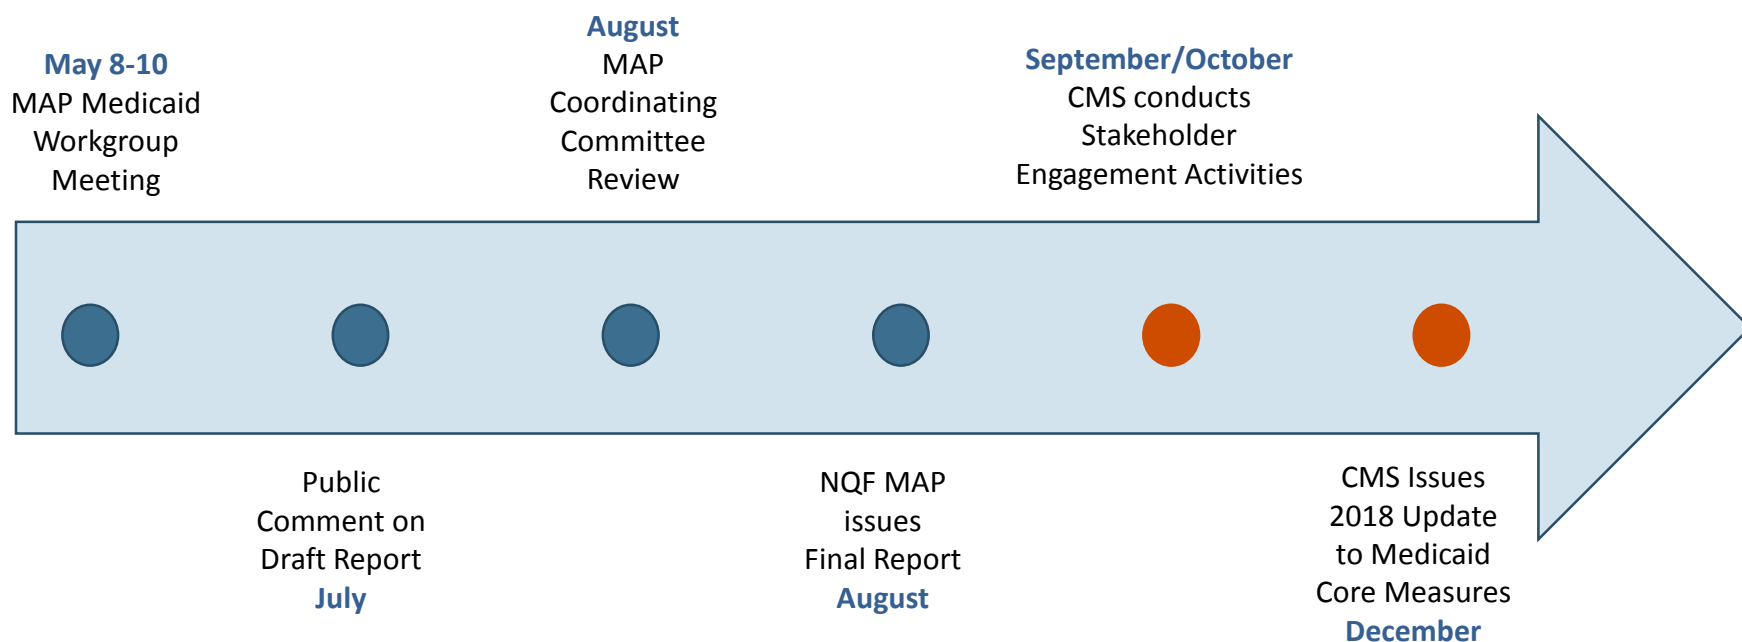 May 8-10
MAP Medicaid
Workgroup
Meeting
Public
Comment on
Draft Report
July
August
MAP
Coordinating
Committee
Review
NQF MAP
issues
Final Report
August
September/October
CMS conducts
Stakeholder
Engagement Activities
CMS Issues
2018 Update
to Medicaid
Core Measures
December